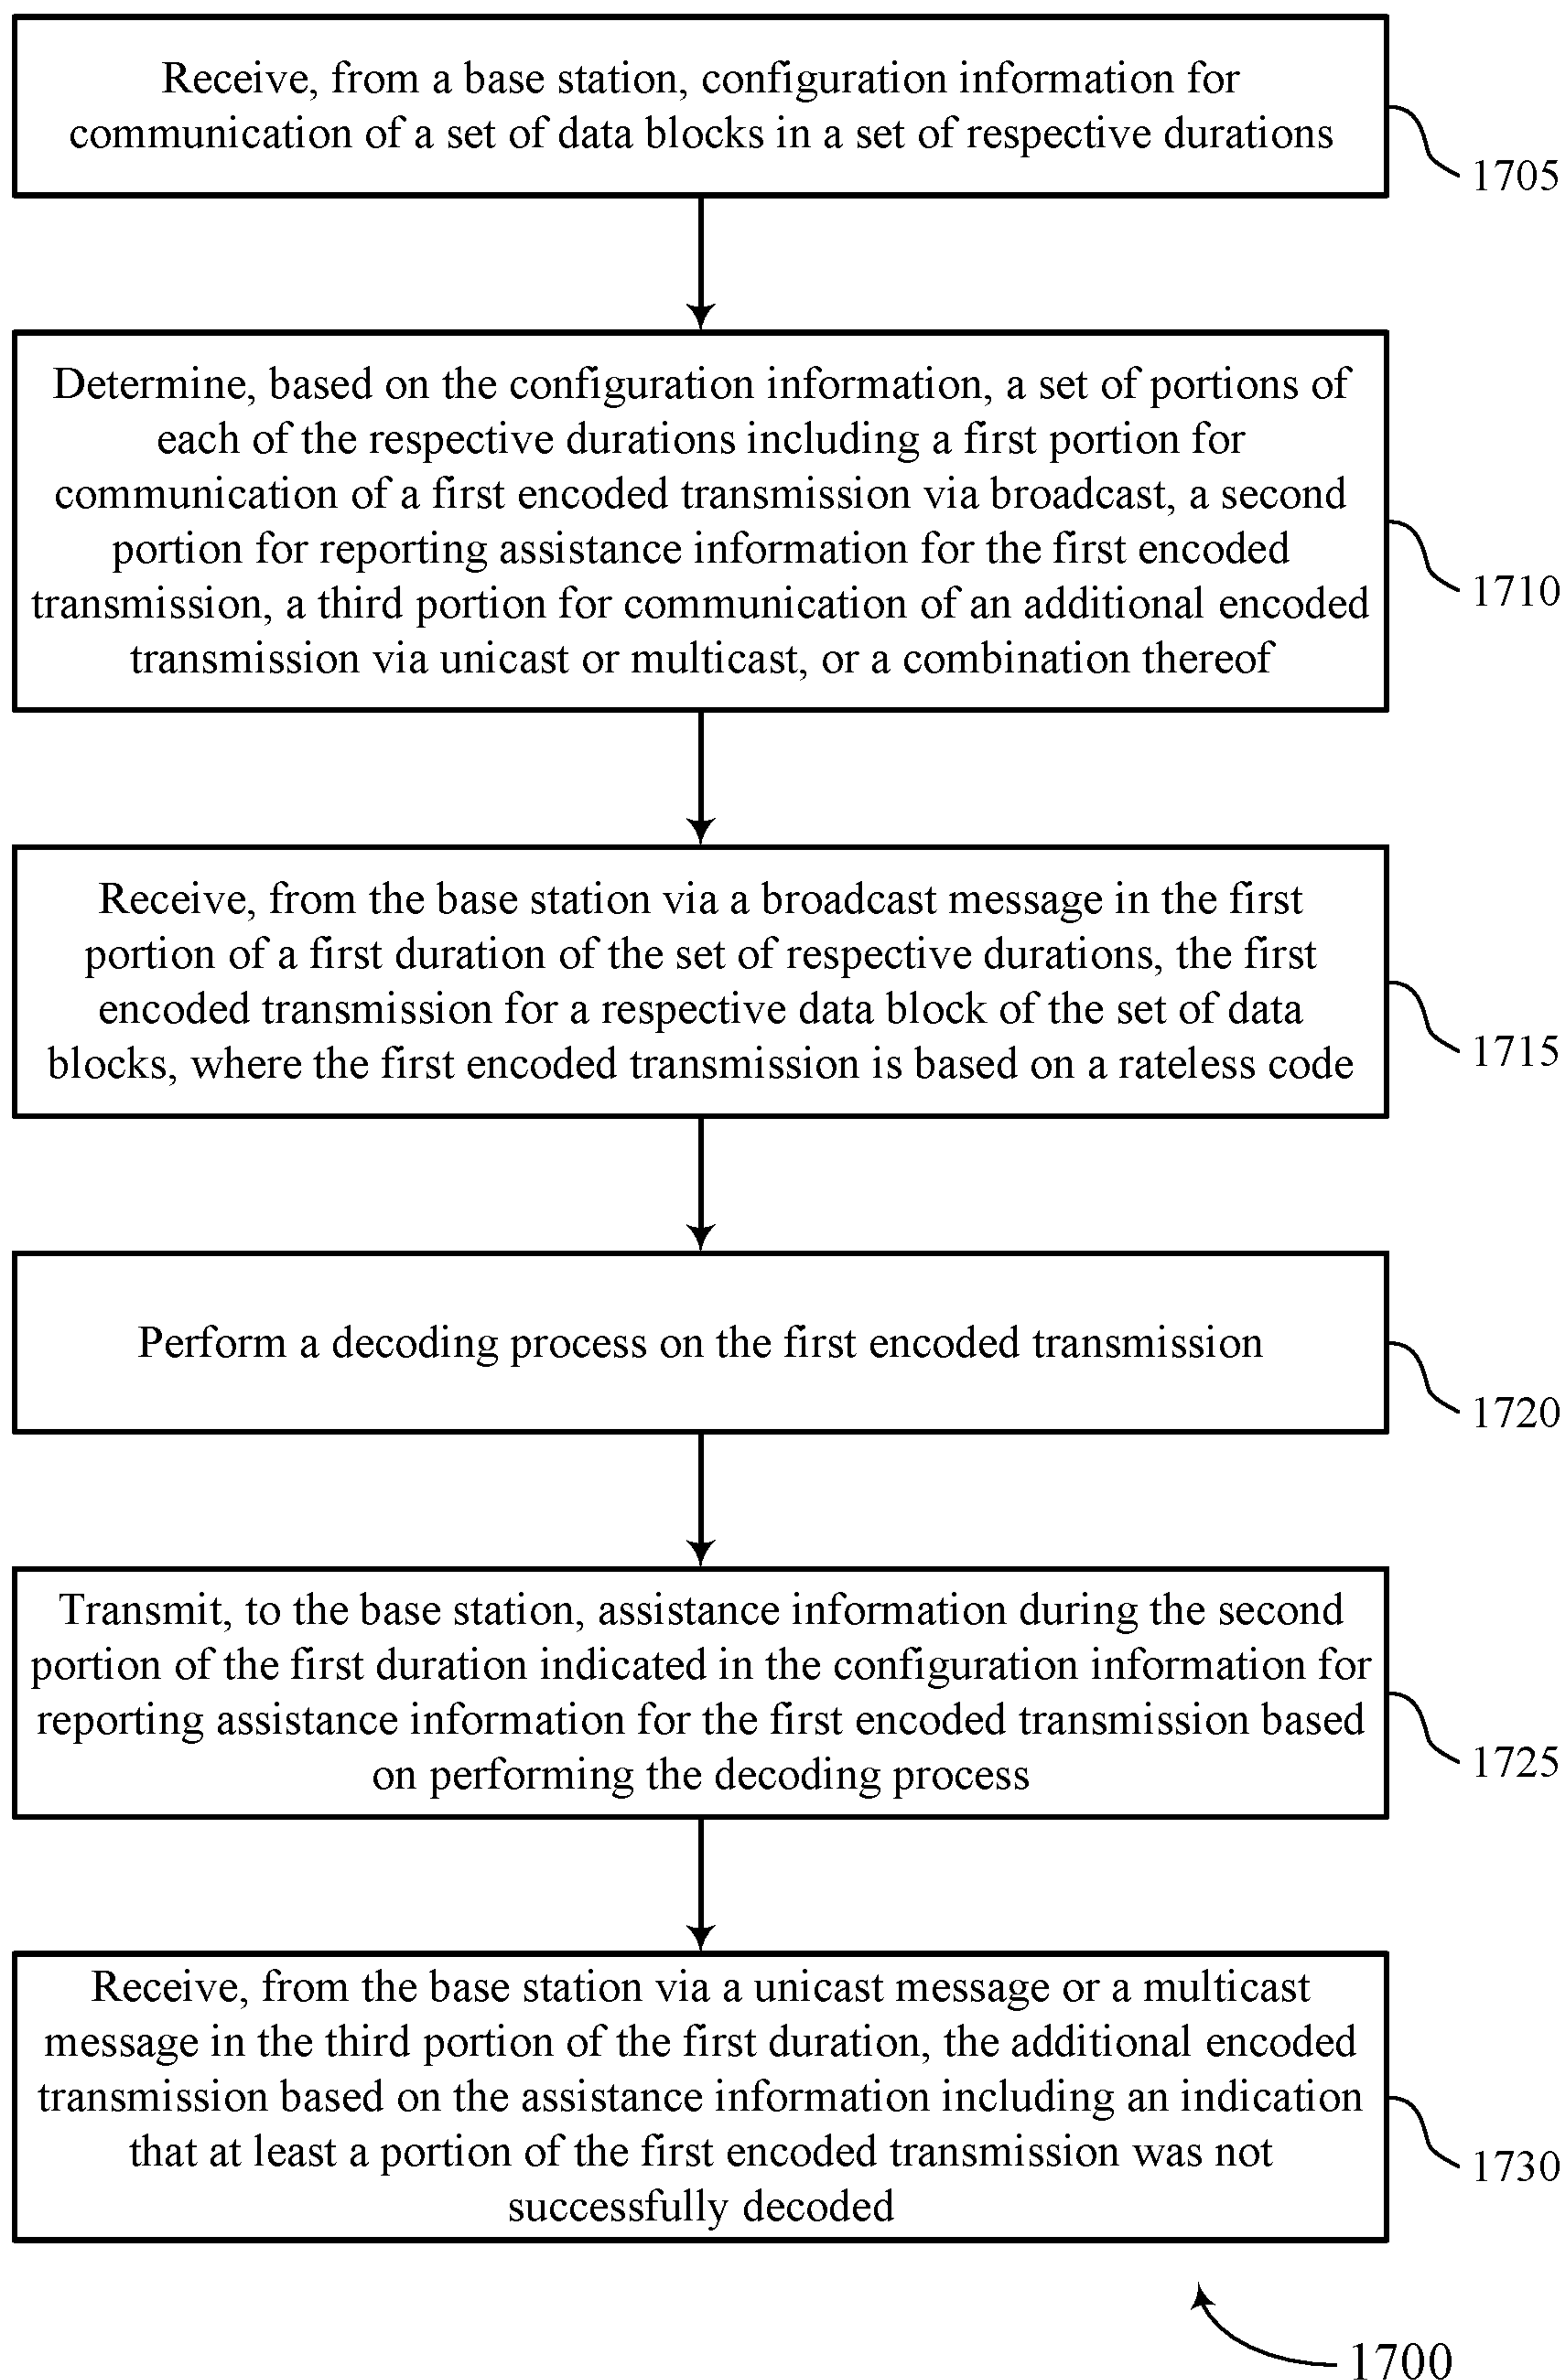 Receive, from a base station, configuration information for
communication of a set of data blocks in a set of respective durations
1705
Determine, based on the configuration information, a set of portions of
each of the respective durations including a first portion for
communication of a first encoded transmission via broadcast, a second
portion for reporting assistance information for the first encoded
transmission, a third portion for communication of an additional encoded
transmission via unicast or multicast, or a combination thereof
1710
Receive, from the base station via a broadcast message in the first
portion of a first duration of the set of respective durations, the first
encoded transmission for a respective data block of the set of data
blocks, where the first encoded transmission is based on a rateless code
1715
Perform a decoding process on the first encoded transmission
1720
Transmit, to the base station, assistance information during the second
portion of the first duration indicated in the configuration information for
reporting assistance information for the first encoded transmission based
on performing the decoding process
1725
Receive, from the base station via a unicast message or a multicast
message in the third portion of the first duration, the additional encoded
transmission based on the assistance information including an indication
that at least a portion of the first encoded transmission was not
successfully decoded
1730
1700